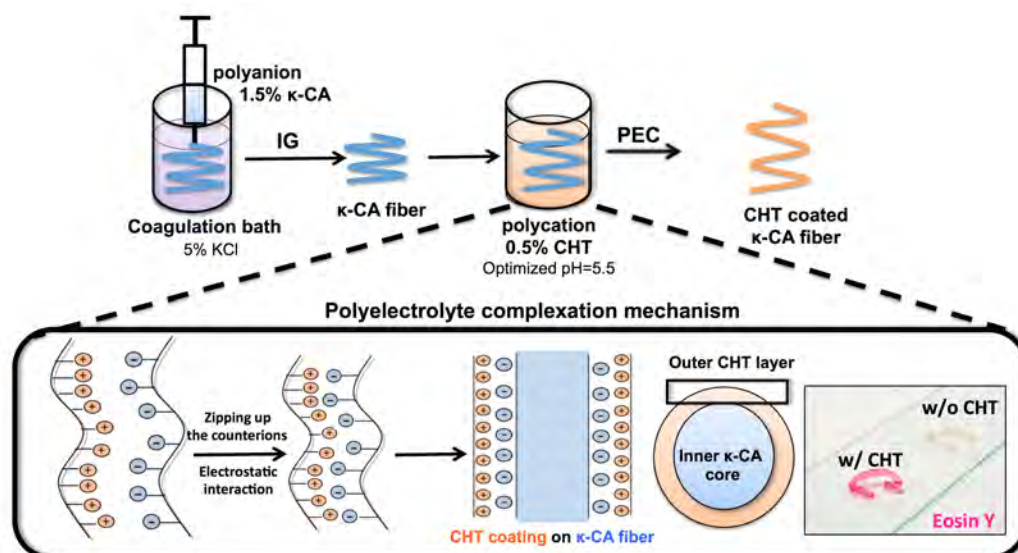 polyanion
1.5% κ-CA
IG
PEC
Coagulation bath
5% KCl
κ-CA fiber
polycation
0.5% CHT
Optimized pH=5.5
CHT coated
κ-CA fiber
Polyelectrolyte complexation mechanism
Zipping up
the counterions
Electrostatic
interaction
CHT coating on κ-CA fiber
Outer CHT layer
Inner κ-CA
core
w/o CHT
w/ CHT
Eosin Y